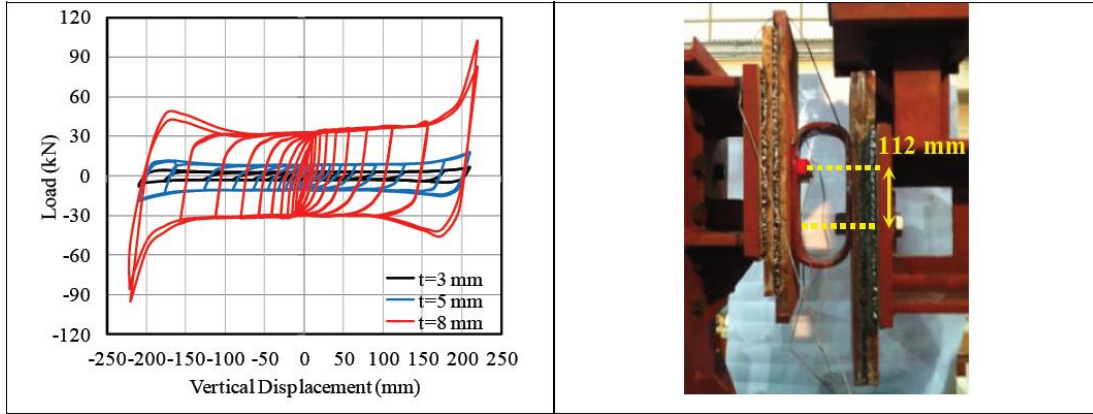 120
90
60
30
0
-30
-60
-90
-120
Load (kN)
t=3 mm
t=5 mm
t=8 mm
-250-200-150-100 -50 0 50 100 150 200 250
Vertical Displacement (mm)
112 mm